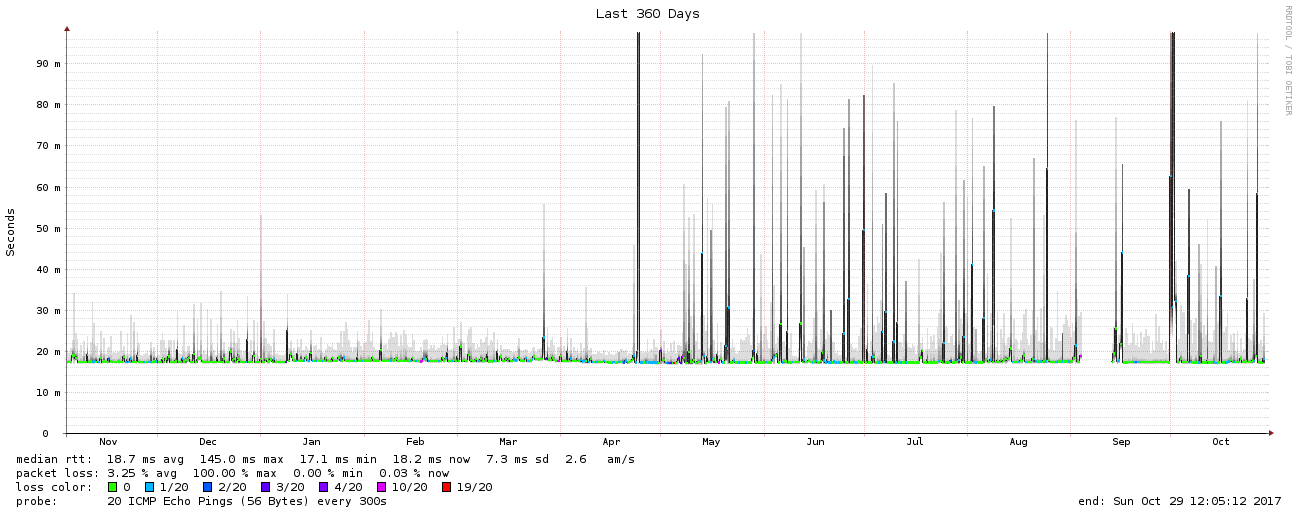 Last 360 Days
RRDTOOL / TOBI OETIKER
Seconds
90 m
80 m
70 m
60 m
50 m
40 m
30 m
20 m
10 m
0
Nov Dec Jan Feb Mar Apr May Jun Jul Aug Sep Oct
median rtt: 18.7 ms avg 145.0 ms max 17.1 ms min 18.2 ms now 7.3 ms sd 2.6 am/s
packet loss: 3.25 % avg 100.00 % max 0.00 % min 0.03 % now
loss color: 0 1/20 2/20 3/20 4/20 10/20 19/20
probe: 20 ICMP Echo Pings (56 Bytes) every 300s end: Sun Oct 29 12:05:12 2017